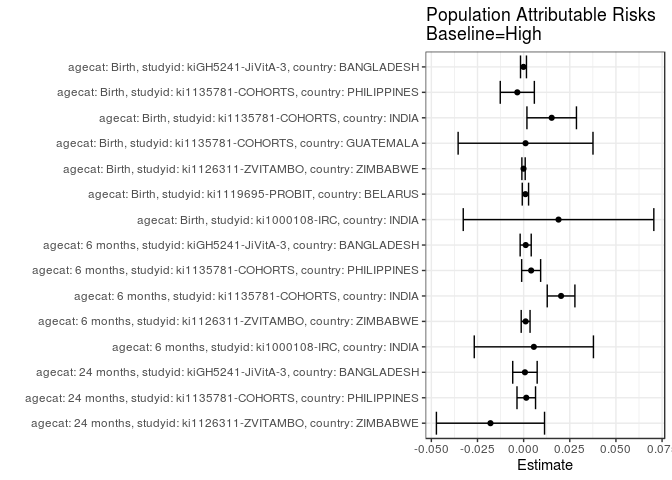 Population Attributable Risks
Baseline=High
agecat: Birth, studyid: kiGH5241-JiVitA-3, country: BANGLADESH
agecat: Birth, studyid: ki1135781-COHORTS, country: PHILIPPINES
agecat: Birth, studyid: ki1135781-COHORTS, country: INDIA
agecat: Birth, studyid: ki1135781-COHORTS, country: GUATEMALA
agecat: Birth, studyid: ki1126311-ZVITAMBO, country: ZIMBABWE
agecat: Birth, studyid: ki1119695-PROBIT, country: BELARUS
agecat: Birth, studyid: ki1000108-IRC, country: INDIA
agecat: 6 months, studyid: kiGH5241-JiVitA-3, country: BANGLADESH
agecat: 6 months, studyid: ki1135781-COHORTS, country: PHILIPPINES
agecat: 6 months, studyid: ki1135781-COHORTS, country: INDIA
agecat: 6 months, studyid: ki1126311-ZVITAMBO, country: ZIMBABWE
agecat: 6 months, studyid: ki1000108-IRC, country: INDIA
agecat: 24 months, studyid: kiGH5241-JiVitA-3, country: BANGLADESH
agecat: 24 months, studyid: ki1135781-COHORTS, country: PHILIPPINES
agecat: 24 months, studyid: ki1126311-ZVITAMBO, country: ZIMBABWE
-0.050 -0.025 0.000 0.025 0.050 0.07
Estimate